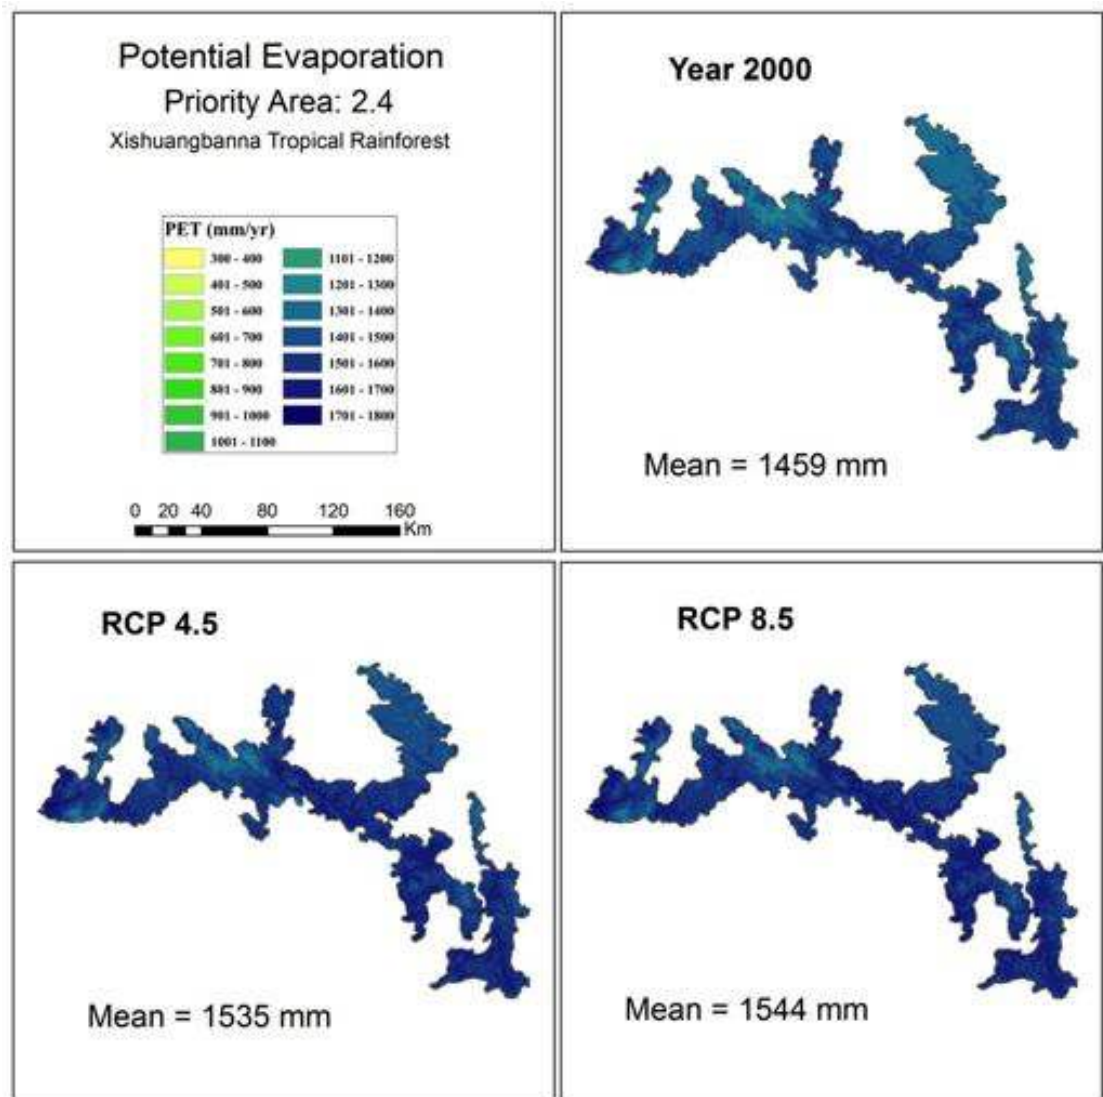 Potential Evaporation
Priority Area: 2.4
Xishuangbanna Tropical Rainforest
PET (mm/yr)
300 - 400
401 - 500
501 - 600
601 - 700
701 - 800
801 - 900
901 - 1000
1001 - 1100
1101 - 1200
1201 - 1300
1301 - 1400
1401 - 1500
1501 - 1600
1601 - 1700
1701 - 1800
0 20 40 80 120 160
Km
Year 2000
Mean = 1459 mm
RCP 4.5
Mean = 1535 mm
RCP 8.5
Mean = 1544 mm